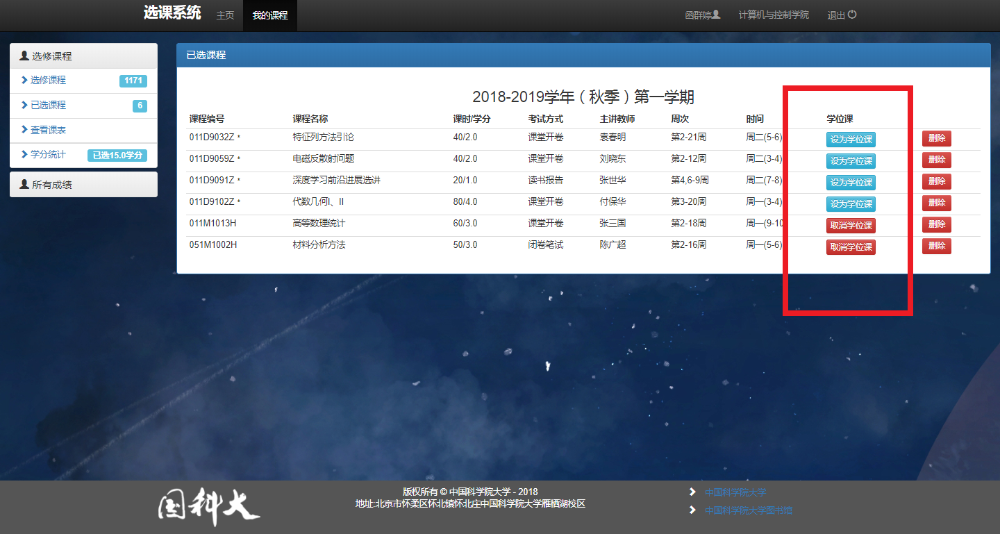 选课系统 主页 我的课程 函群婷 计算机与控制学院 退出
选修课程
选修课程 1171
已选课程 6
查看课表
学分统计 已选15.0学分
所有成绩
已选课程
2018-2019学年（秋季）第一学期
课程编号 课程名称 课时/学分 考试方式 主讲教师 周次 时间 学位课
011D9032Z * 特征列方法引论 40/2.0 课堂开卷 袁春明 第2-21周 周二(5-6) 设为学位课 删除
011D9059Z * 电磁反散射问题 40/2.0 课堂开卷 刘晓东 第2-12周 周二(3-4) 设为学位课 删除
011D9091Z * 深度学习前沿进展选讲 20/1.0 读书报告 张世华 第4,6-9周 周二(7-8) 设为学位课 删除
011D9102Z * 代数几何I、II 80/4.0 课堂开卷 付保华 第3-20周 周一(3-4) 设为学位课 删除
011M1013H 高等数理统计 60/3.0 课堂开卷 张三国 第2-18周 周一(9-10 取消学位课 删除
051M1002H 材料分析方法 50/3.0 闭卷笔试 陈广超 第2-16周 周一(5-6) 取消学位课 删除
国科大
版权所有 © 中国科学院大学 - 2018
地址:北京市怀柔区怀北镇怀北庄中国科学院大学雁栖湖校区
中国科学院大学
中国科学院大学图书馆